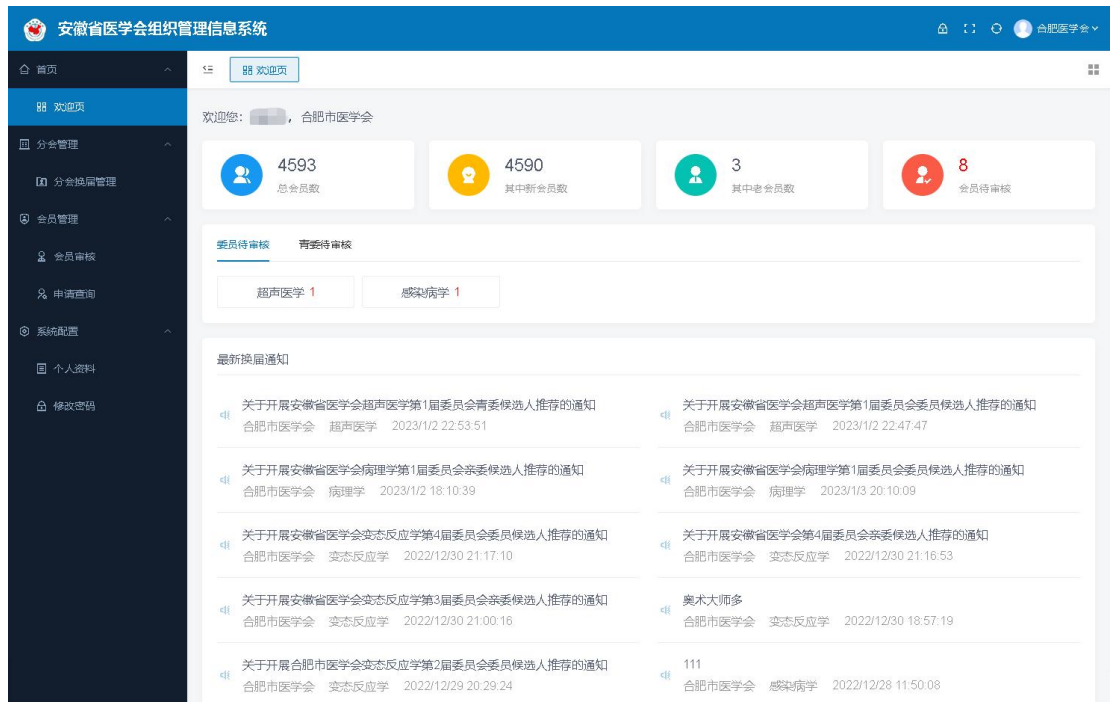 安徽省医学会组织管理信息系统
合肥医学会
首页
欢迎页
分会管理
分会换届管理
会员管理
会员审核
申请查询
系统配置
个人资料
修改密码
欢迎页
欢迎您: ，合肥市医学会
4593
总会员数
4590
其中新会员数
3
其中老会员数
8
会员待审核
委员待审核 青委待审核
超声医学 1 感染病学 1
最新换届通知
关于开展安徽省医学会超声医学第1届委员会青委候选人推荐的通知
合肥市医学会 超声医学 2023/1/2 22:53:51
关于开展安徽省医学会超声医学第1届委员会委员候选人推荐的通知
合肥市医学会 超声医学 2023/1/2 22:47:47
关于开展安徽省医学会病理学第1届委员会亲委候选人推荐的通知
合肥市医学会 病理学 2023/1/2 18:10:39
关于开展安徽省医学会病理学第1届委员会委员候选人推荐的通知
合肥市医学会 病理学 2023/1/3 20:10:09
关于开展安徽省医学会变态反应学第4届委员会委员候选人推荐的通知
合肥市医学会 变态反应学 2022/12/30 21:17:10
关于开展安徽省医学会第4届委员会亲委候选人推荐的通知
合肥市医学会 变态反应学 2022/12/30 21:16:53
关于开展安徽省医学会变态反应学第3届委员会亲委候选人推荐的通知
合肥市医学会 变态反应学 2022/12/30 21:00:16
奥术大师多
合肥市医学会 变态反应学 2022/12/30 18:57:19
关于开展合肥市医学会变态反应学第2届委员会委员候选人推荐的通知
合肥市医学会 变态反应学 2022/12/29 20:29:24
111
合肥市医学会 感染病学 2022/12/28 11:50:08